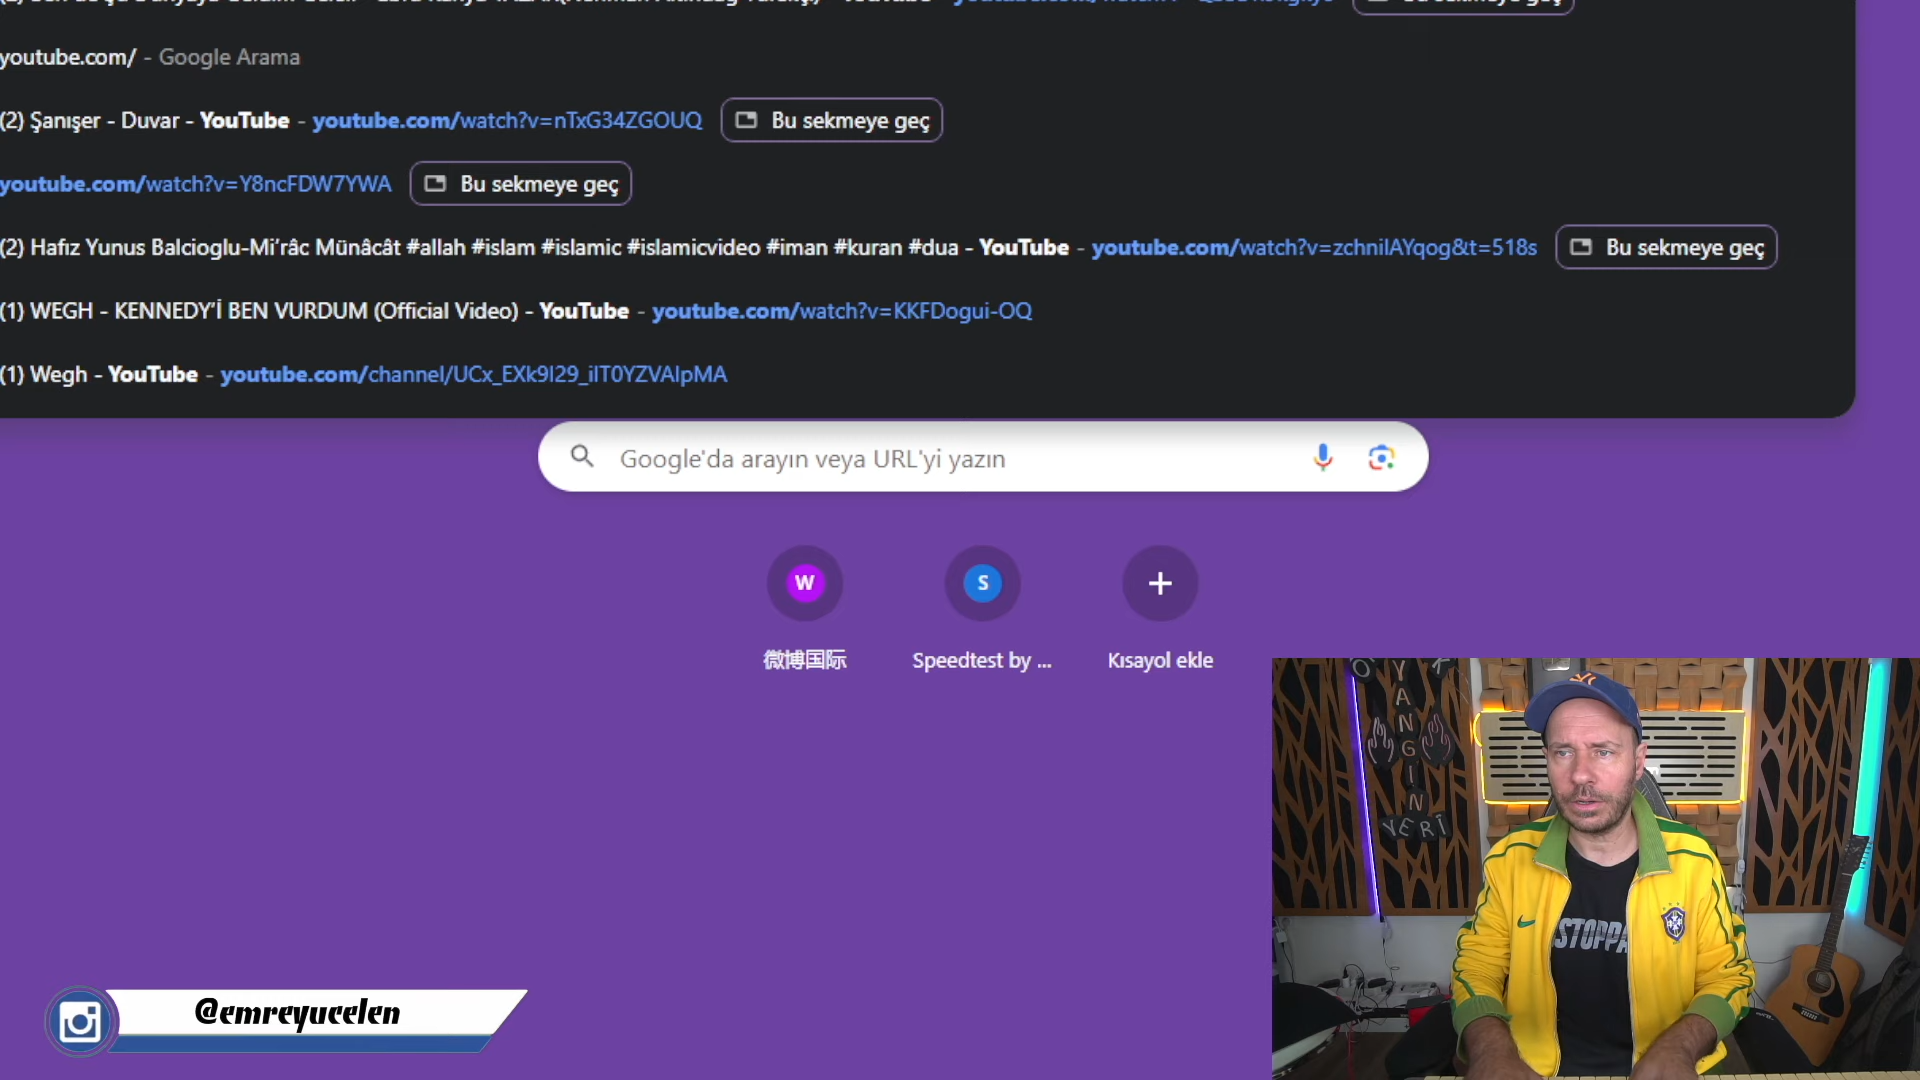 youtube.com/ - Google Arama
(2) Şanışer - Duvar - YouTube - youtube.com/watch?v=nTxG34ZGOUQ Bu sekmeye geç
youtube.com/watch?v=Y8ncFDW7YWA Bu sekmeye geç
(2) Hafız Yunus Balcioglu-Mi'râc Münâcât #allah #islam #islamic #islamicvideo #iman #kuran #dua - YouTube - youtube.com/watch?v=zchnilAYqog&t=518s Bu sekmeye geç
(1) WEGH - KENNEDY'İ BEN VURDUM (Official Video) - YouTube - youtube.com/watch?v=KKFDogui-OQ
(1) Wegh - YouTube - youtube.com/channel/UCx_EXk9I29_iIT0YZVAIpMA
Google'da arayın veya URL'yi yazın
W S
微博国际 Speedtest by ... Kısayol ekle
YANGIN
YERİ
STOPPA
@emreyucelen